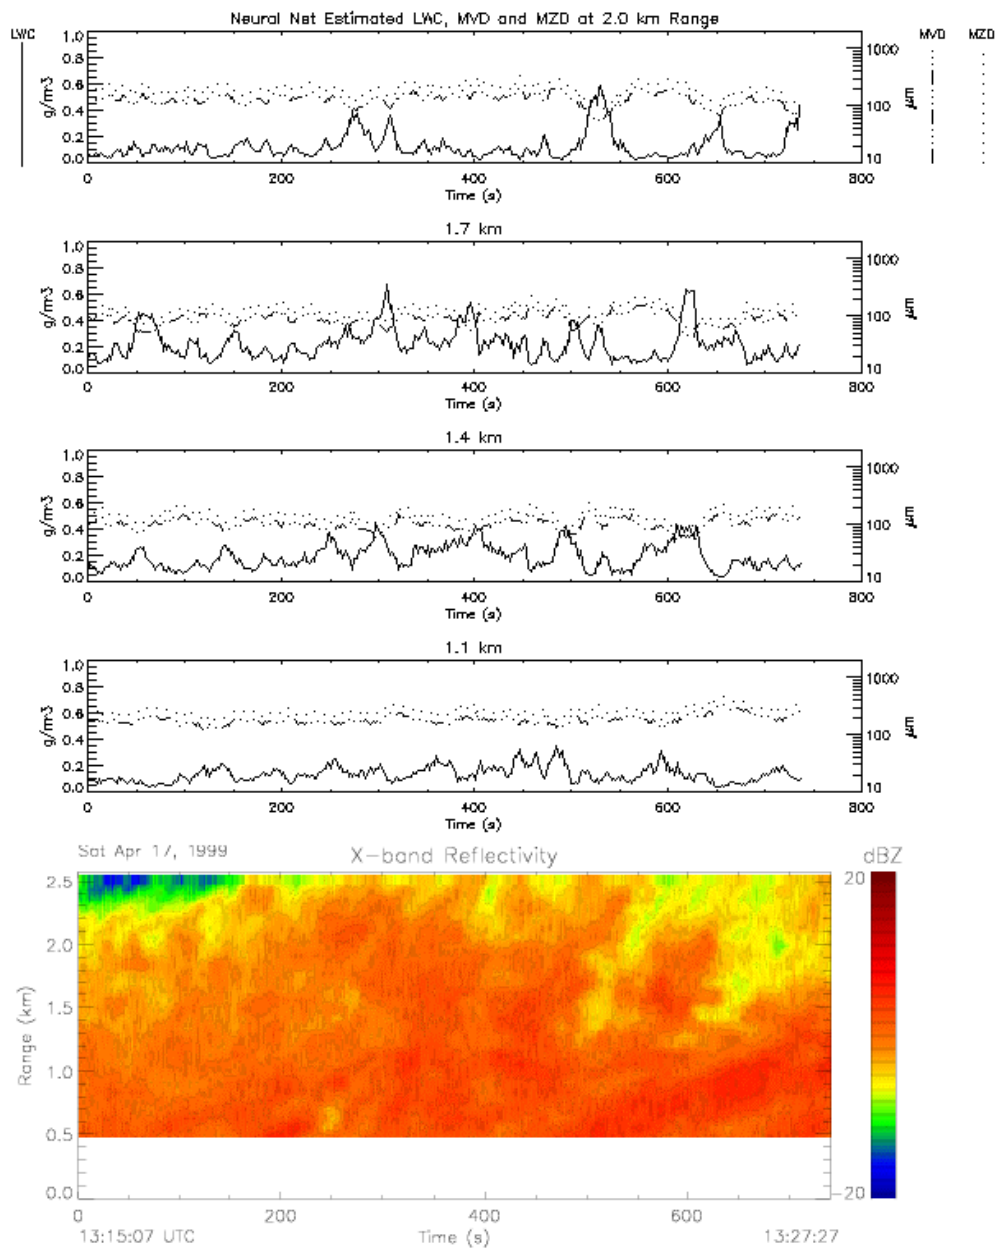 Neural Net Estimated LWC, MVD and MZD at 2.0 km Range
LWC
MVD
MZD
1.0
0.8
0.6
0.4
0.2
0.0
g/m3
1000
100
10
μm
0 200 400 600 800
Time (s)
1.7 km
1.0
0.8
0.6
0.4
0.2
0.0
g/m3
1000
100
10
μm
0 200 400 600 800
Time (s)
1.4 km
1.0
0.8
0.6
0.4
0.2
0.0
g/m3
1000
100
10
μm
0 200 400 600 800
Time (s)
1.1 km
1.0
0.8
0.6
0.4
0.2
0.0
g/m3
1000
100
10
μm
0 200 400 600 800
Time (s)
Sat Apr 17, 1999
X-band Reflectivity
dBZ
2.5
2.0
1.5
1.0
0.5
0.0
Range (km)
20
-20
0 200 400 600
13:15:07 UTC
Time (s)
13:27:27